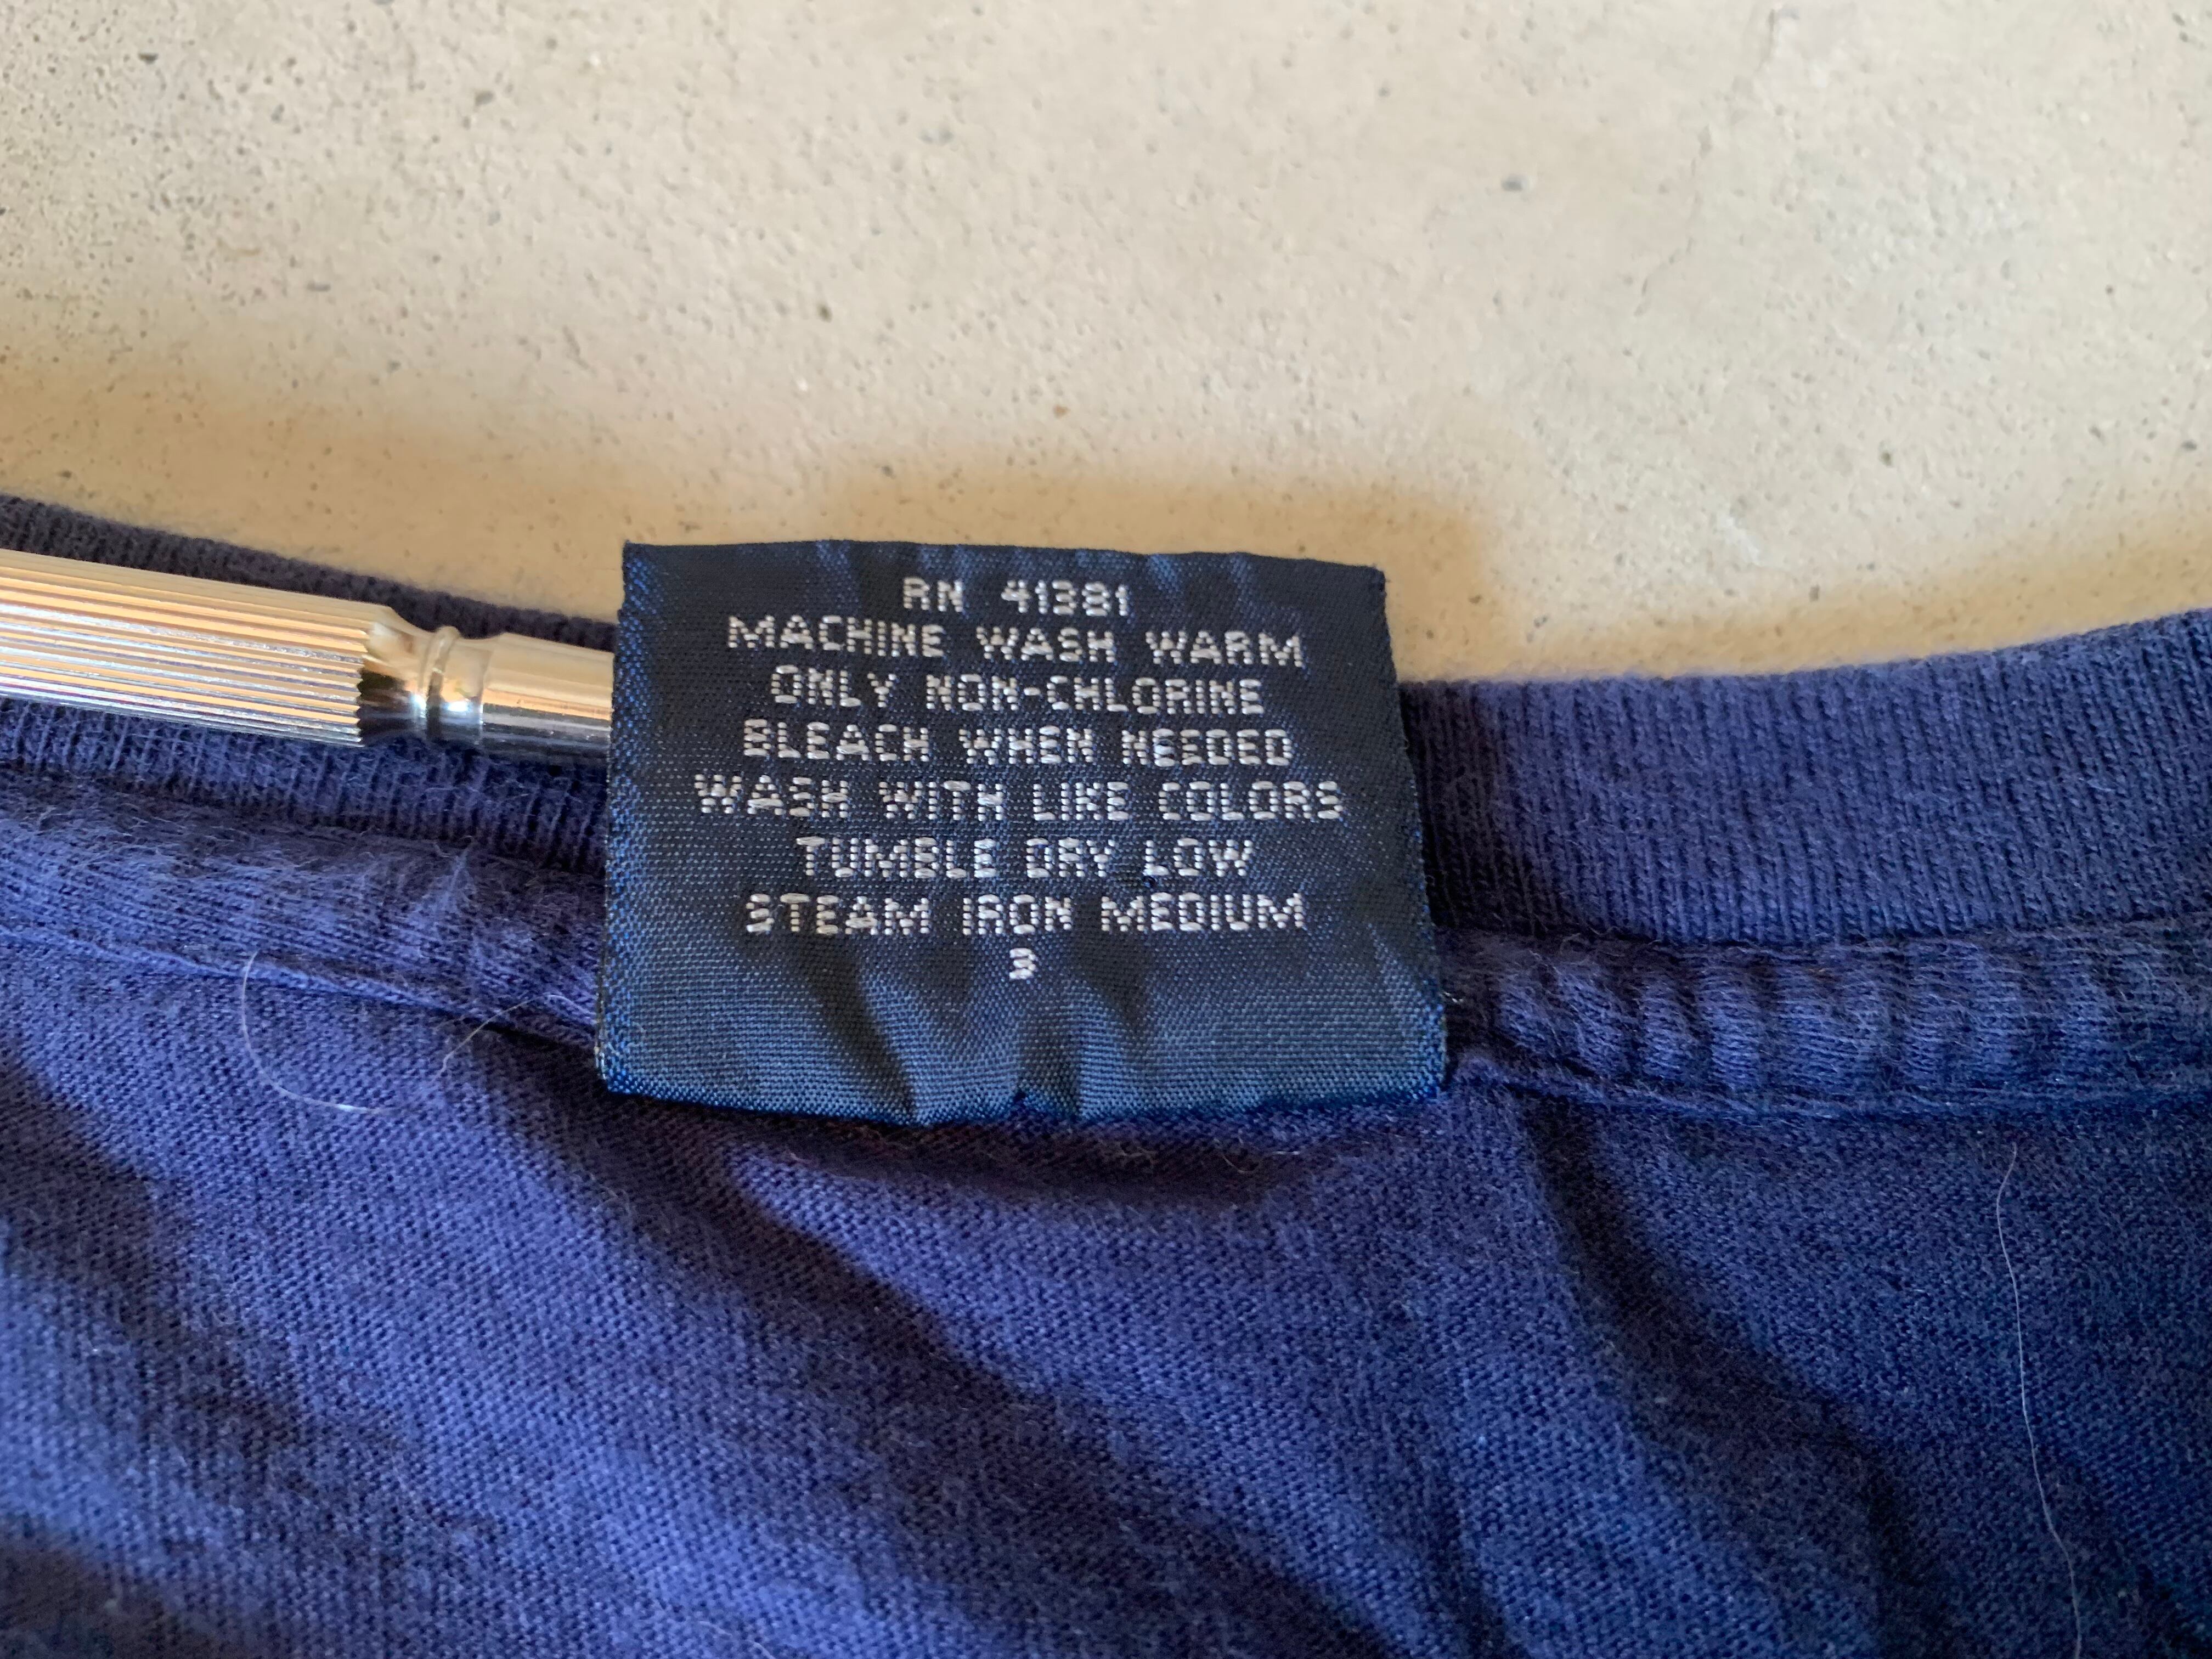 RN 41381
MACHINE WASH WARM
ONLY NON-CHLORINE
BLEACH WHEN NEEDED
WASH WITH LIKE COLORS
TUMBLE DRY LOW
STEAM IRON MEDIUM
3